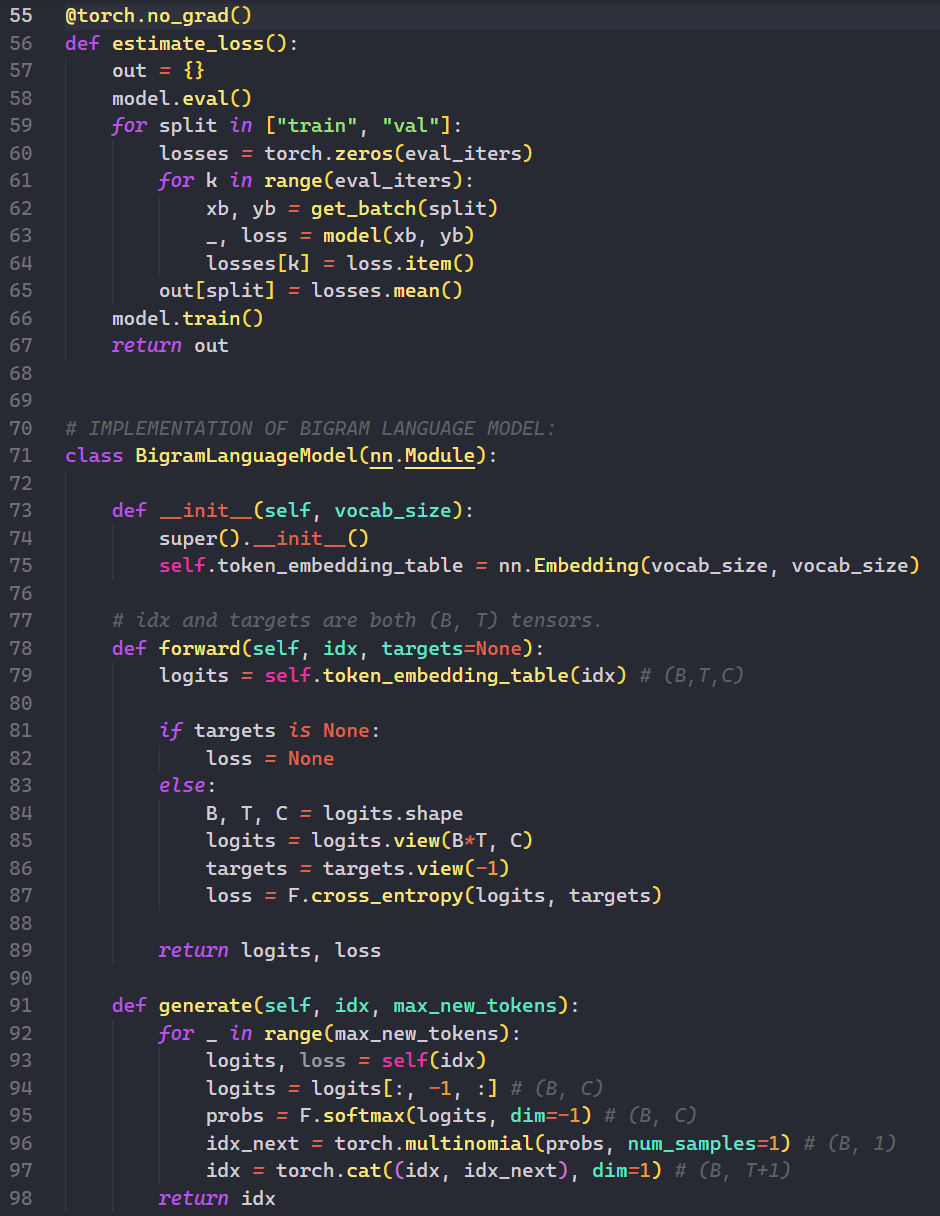 55 @torch.no_grad()
56 def estimate_loss():
57     out = {}
58     model.eval()
59     for split in ["train", "val"]:
60         losses = torch.zeros(eval_iters)
61         for k in range(eval_iters):
62             xb, yb = get_batch(split)
63             _, loss = model(xb, yb)
64             losses[k] = loss.item()
65         out[split] = losses.mean()
66     model.train()
67     return out
68
69
70 # IMPLEMENTATION OF BIGRAM LANGUAGE MODEL:
71 class BigramLanguageModel(nn.Module):
72
73     def __init__(self, vocab_size):
74         super().__init__()
75         self.token_embedding_table = nn.Embedding(vocab_size, vocab_size)
76
77     # idx and targets are both (B, T) tensors.
78     def forward(self, idx, targets=None):
79         logits = self.token_embedding_table(idx) # (B,T,C)
80
81         if targets is None:
82             loss = None
83         else:
84             B, T, C = logits.shape
85             logits = logits.view(B*T, C)
86             targets = targets.view(-1)
87             loss = F.cross_entropy(logits, targets)
88
89         return logits, loss
90
91     def generate(self, idx, max_new_tokens):
92         for _ in range(max_new_tokens):
93             logits, loss = self(idx)
94             logits = logits[:, -1, :] # (B, C)
95             probs = F.softmax(logits, dim=-1) # (B, C)
96             idx_next = torch.multinomial(probs, num_samples=1) # (B, 1)
97             idx = torch.cat((idx, idx_next), dim=1) # (B, T+1)
98         return idx